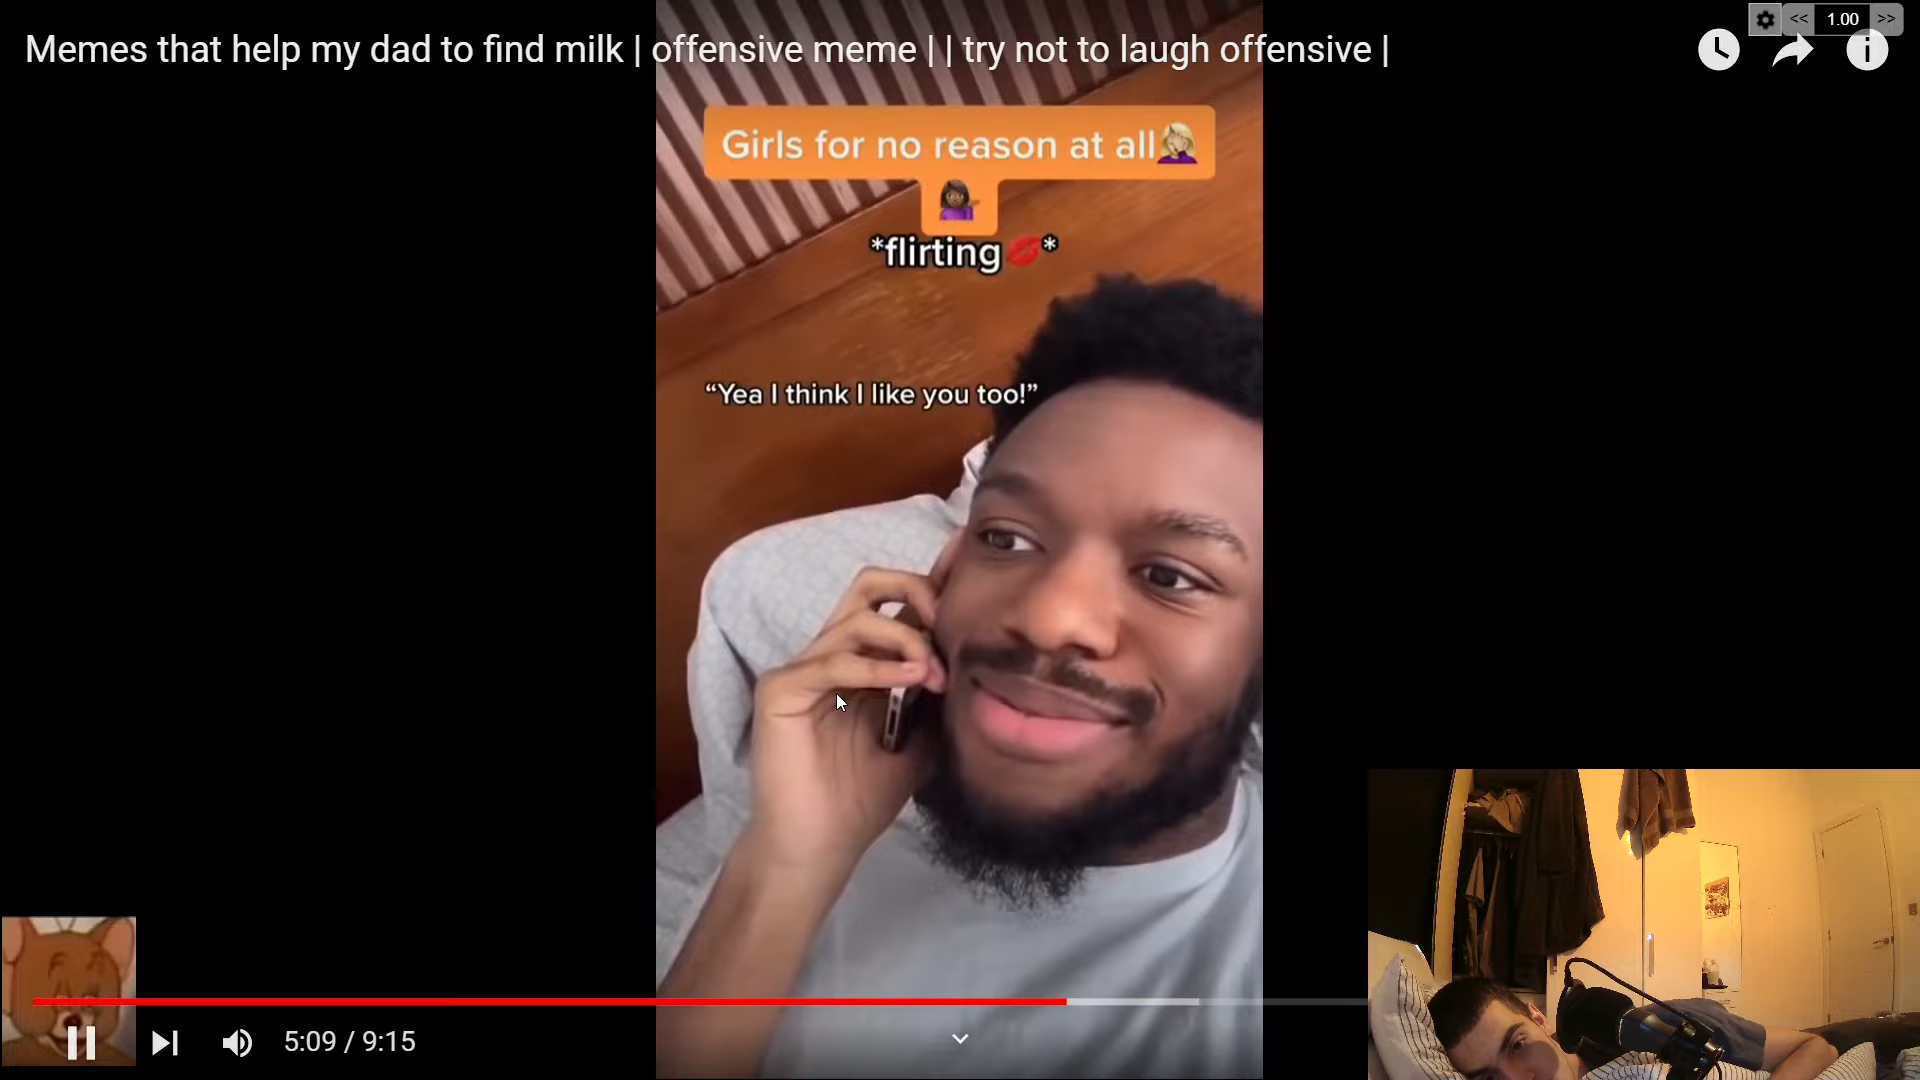 << 1.00 >>
Memes that help my dad to find milk | offensive meme | | try not to laugh offensive |
Girls for no reason at all🤦🏼‍♀️
💁🏾‍♀️
*flirting💋*
“Yea I think I like you too!”
5:09 / 9:15